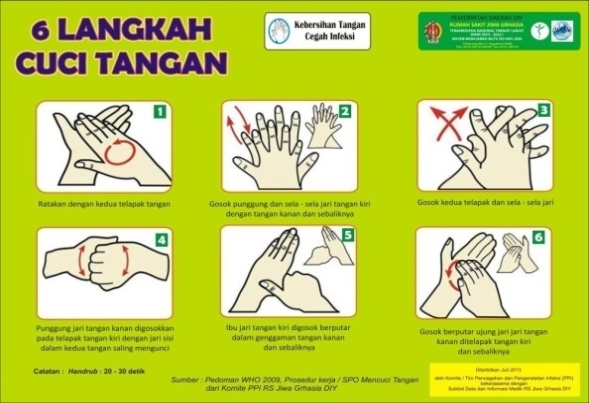 6 LANGKAH
CUCI TANGAN
Kebersihan Tangan
Cegah Infeksi
PEMERINTAH DAERAH DIY
RUMAH SAKIT JIWA GRHASIA
1
Ratakan dengan kedua telapak tangan
2
Gosok punggung dan sela - sela jari tangan kiri
dengan tangan kanan dan sebaliknya
3
Gosok kedua telapak dan sela - sela jari
4
Punggung jari tangan kanan digosokkan
pada telapak tangan kiri dengan jari sisi
dalam kedua tangan saling mengunci
5
Ibu jari tangan kiri digosok berputar
dalam genggaman tangan kanan
dan sebaliknya
6
Gosok berputar ujung jari jari tangan
kanan ditelapak tangan kiri
dan sebaliknya
Catatan : Handrub : 20 - 30 detik
Sumber : Pedoman WHO 2009, Prosedur kerja / SPO Mencuci Tangan
dari Komite PPI RS Jiwa Grhasia DIY
Diterbitkan Juli 2015
oleh Komite / Tim Pencegahan dan Pengendalian Infeksi (PPI)
bekerjasama dengan
Subbid Data dan Informasi Medik RS Jiwa Grhasia DIY